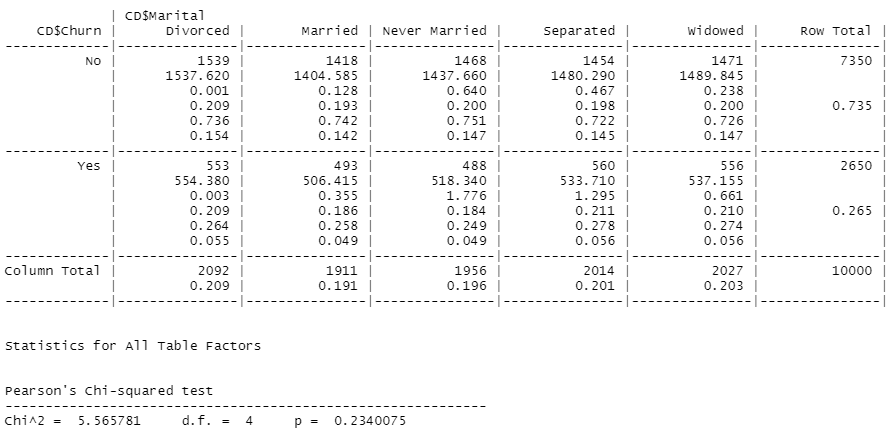 | CD$Marital
    CD$Churn |      Divorced |       Married | Never Married |     Separated |       Widowed |     Row Total |
-------------|---------------|---------------|---------------|---------------|---------------|---------------|
          No |          1539 |          1418 |          1468 |          1454 |          1471 |          7350 |
             |      1537.620 |      1404.585 |      1437.660 |      1480.290 |      1489.845 |               |
             |         0.001 |         0.128 |         0.640 |         0.467 |         0.238 |               |
             |         0.209 |         0.193 |         0.200 |         0.198 |         0.200 |         0.735 |
             |         0.736 |         0.742 |         0.751 |         0.722 |         0.726 |               |
             |         0.154 |         0.142 |         0.147 |         0.145 |         0.147 |               |
-------------|---------------|---------------|---------------|---------------|---------------|---------------|
         Yes |           553 |           493 |           488 |           560 |           556 |          2650 |
             |       554.380 |       506.415 |       518.340 |       533.710 |       537.155 |               |
             |         0.003 |         0.355 |         1.776 |         1.295 |         0.661 |               |
             |         0.209 |         0.186 |         0.184 |         0.211 |         0.210 |         0.265 |
             |         0.264 |         0.258 |         0.249 |         0.278 |         0.274 |               |
             |         0.055 |         0.049 |         0.049 |         0.056 |         0.056 |               |
-------------|---------------|---------------|---------------|---------------|---------------|---------------|
Column Total |          2092 |          1911 |          1956 |          2014 |          2027 |         10000 |
             |         0.209 |         0.191 |         0.196 |         0.201 |         0.203 |               |
-------------|---------------|---------------|---------------|---------------|---------------|---------------|
Statistics for All Table Factors
Pearson's Chi-squared test
------------------------------------------------------------
Chi^2 =  5.565781     d.f. =  4     p =  0.2340075